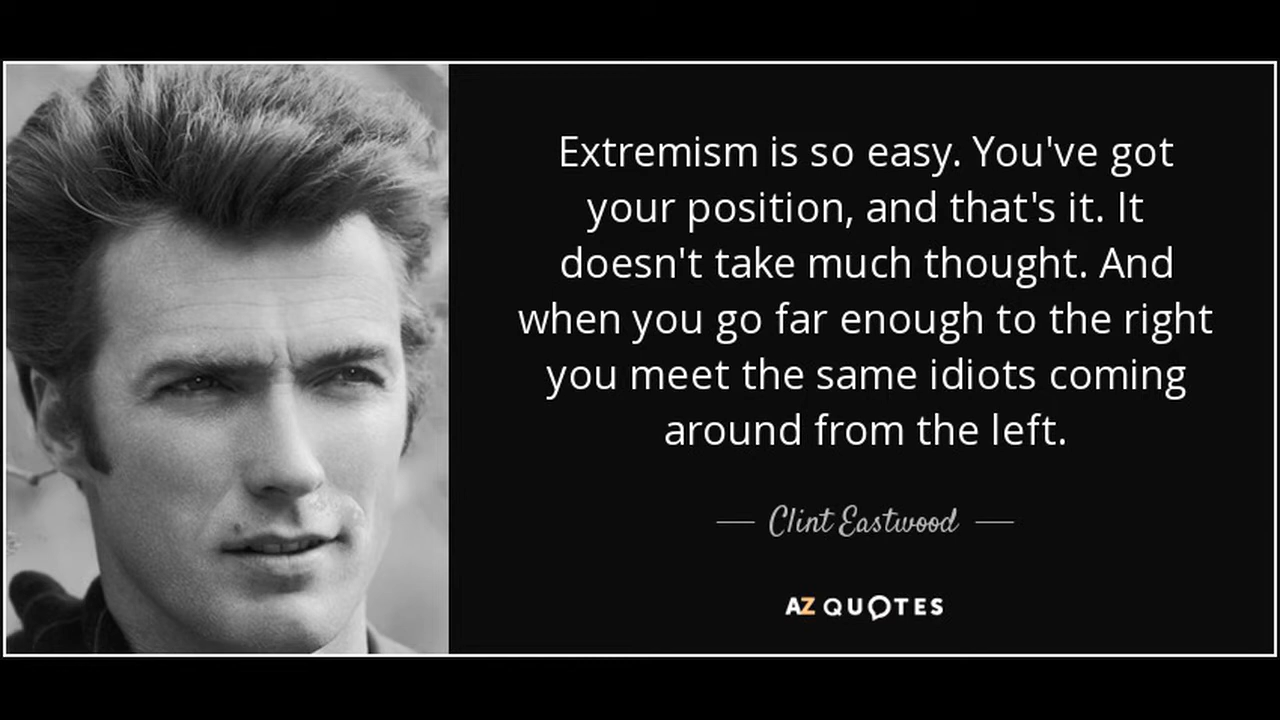 Extremism is so easy. You've got
your position, and that's it. It
doesn't take much thought. And
when you go far enough to the right
you meet the same idiots coming
around from the left.
Clint Eastwood
AZ QUOTES